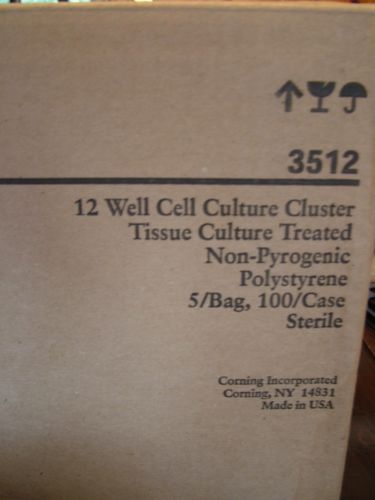 3512
12 Well Cell Culture Cluster
Tissue Culture Treated
Non-Pyrogenic
Polystyrene
5/Bag, 100/Case
Sterile
Corning Incorporated
Corning, NY 14831
Made in USA